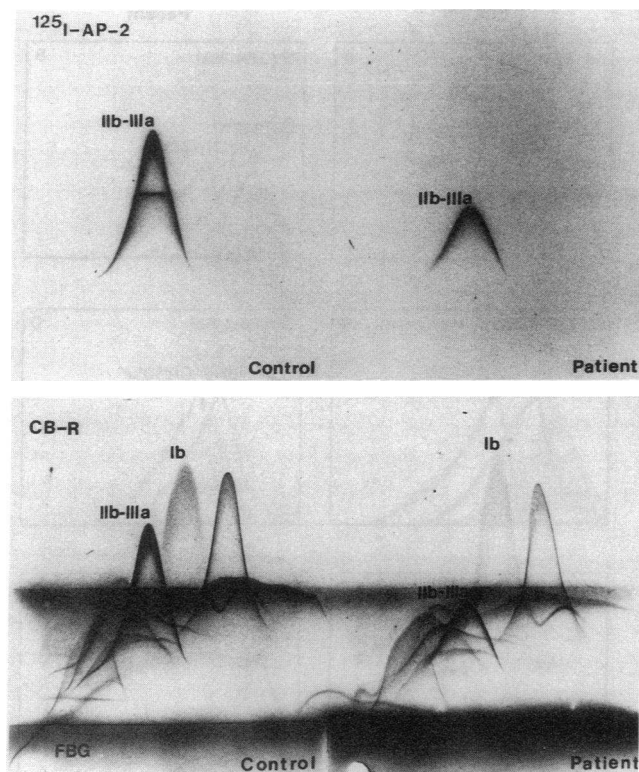 125I-AP-2
IIb-IIIa
IIb-IIIa
Control
Patient
CB-R
Ib
Ib
IIb-IIIa
IIb-IIIa
FBG
Control
Patient